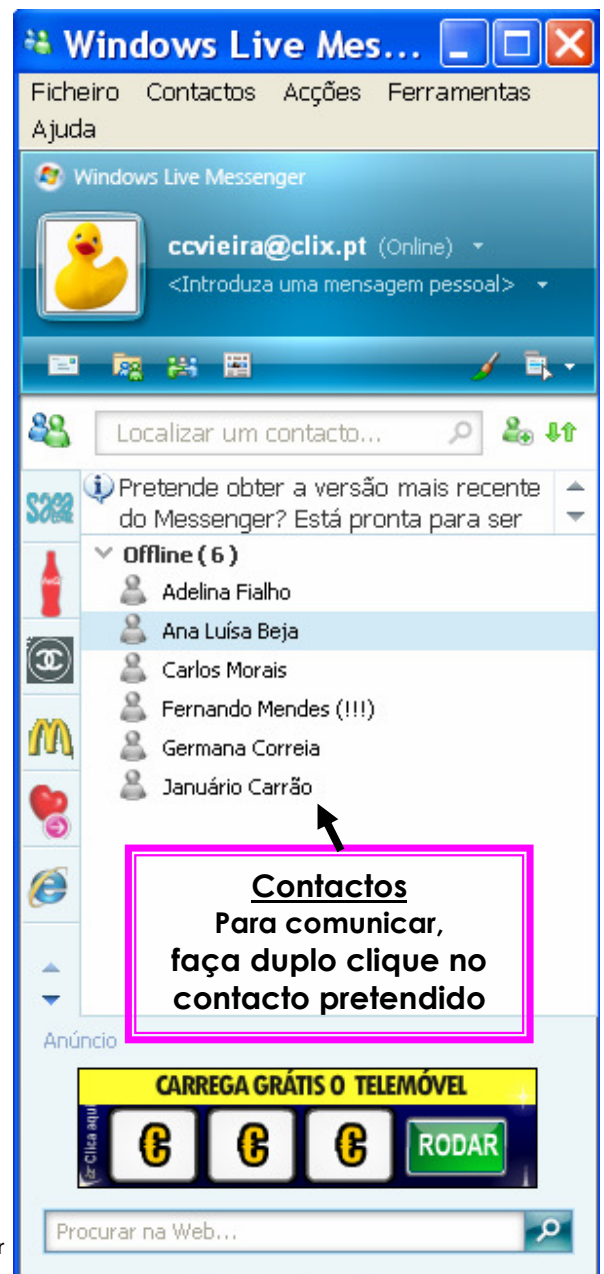 Windows Live Mes...
Ficheiro Contactos Acções Ferramentas
Ajuda
Windows Live Messenger
ccvieira@clix.pt (Online)
<Introduza uma mensagem pessoal>
Localizar um contacto...
saga
Pretende obter a versão mais recente
do Messenger? Está pronta para ser
Offline ( 6 )
Adelina Fialho
Ana Luísa Beja
Carlos Morais
Fernando Mendes (!!!)
Germana Correia
Januário Carrão
Contactos
Para comunicar,
faça duplo clique no
contacto pretendido
Anúncio
CARREGA GRÁTIS O TELEMÓVEL
Clica aqui
€ € €
RODAR
Procurar na Web...
r